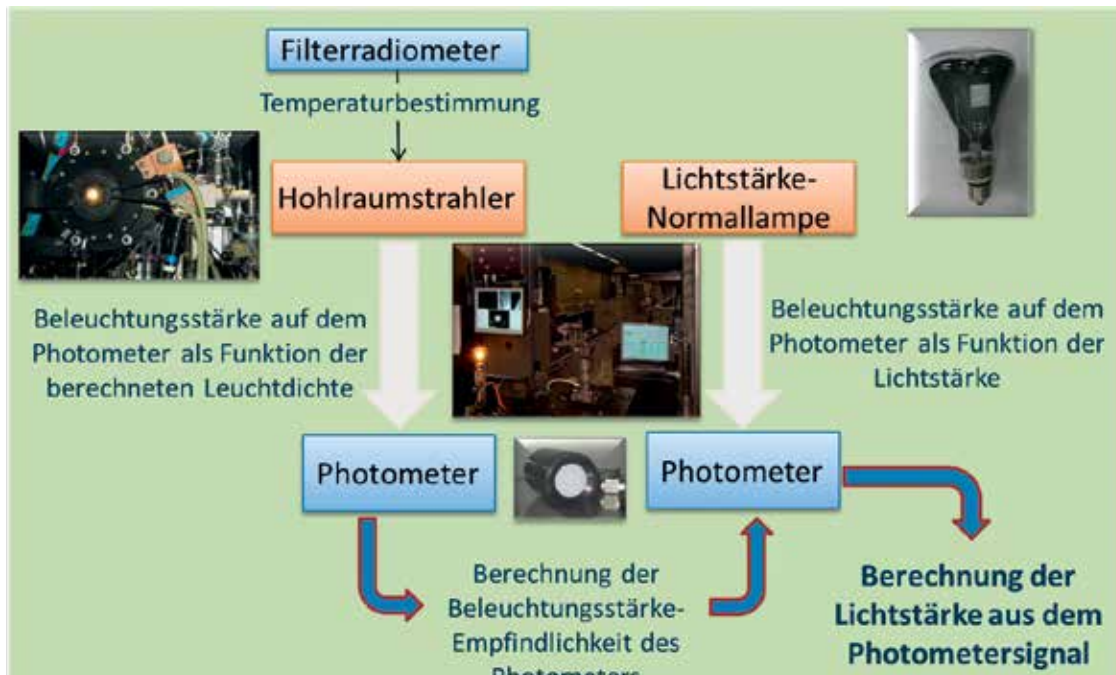 Filterradiometer
Temperaturbestimmung
Hohlraumstrahler
Lichtstärke-
Normallampe
Beleuchtungsstärke auf dem
Photometer als Funktion der
berechneten Leuchtdichte
Beleuchtungsstärke auf dem
Photometer als Funktion der
Lichtstärke
Photometer
Photometer
Berechnung der
Beleuchtungsstärke-
Empfindlichkeit des
Photometers
Berechnung der
Lichtstärke aus dem
Photometersignal